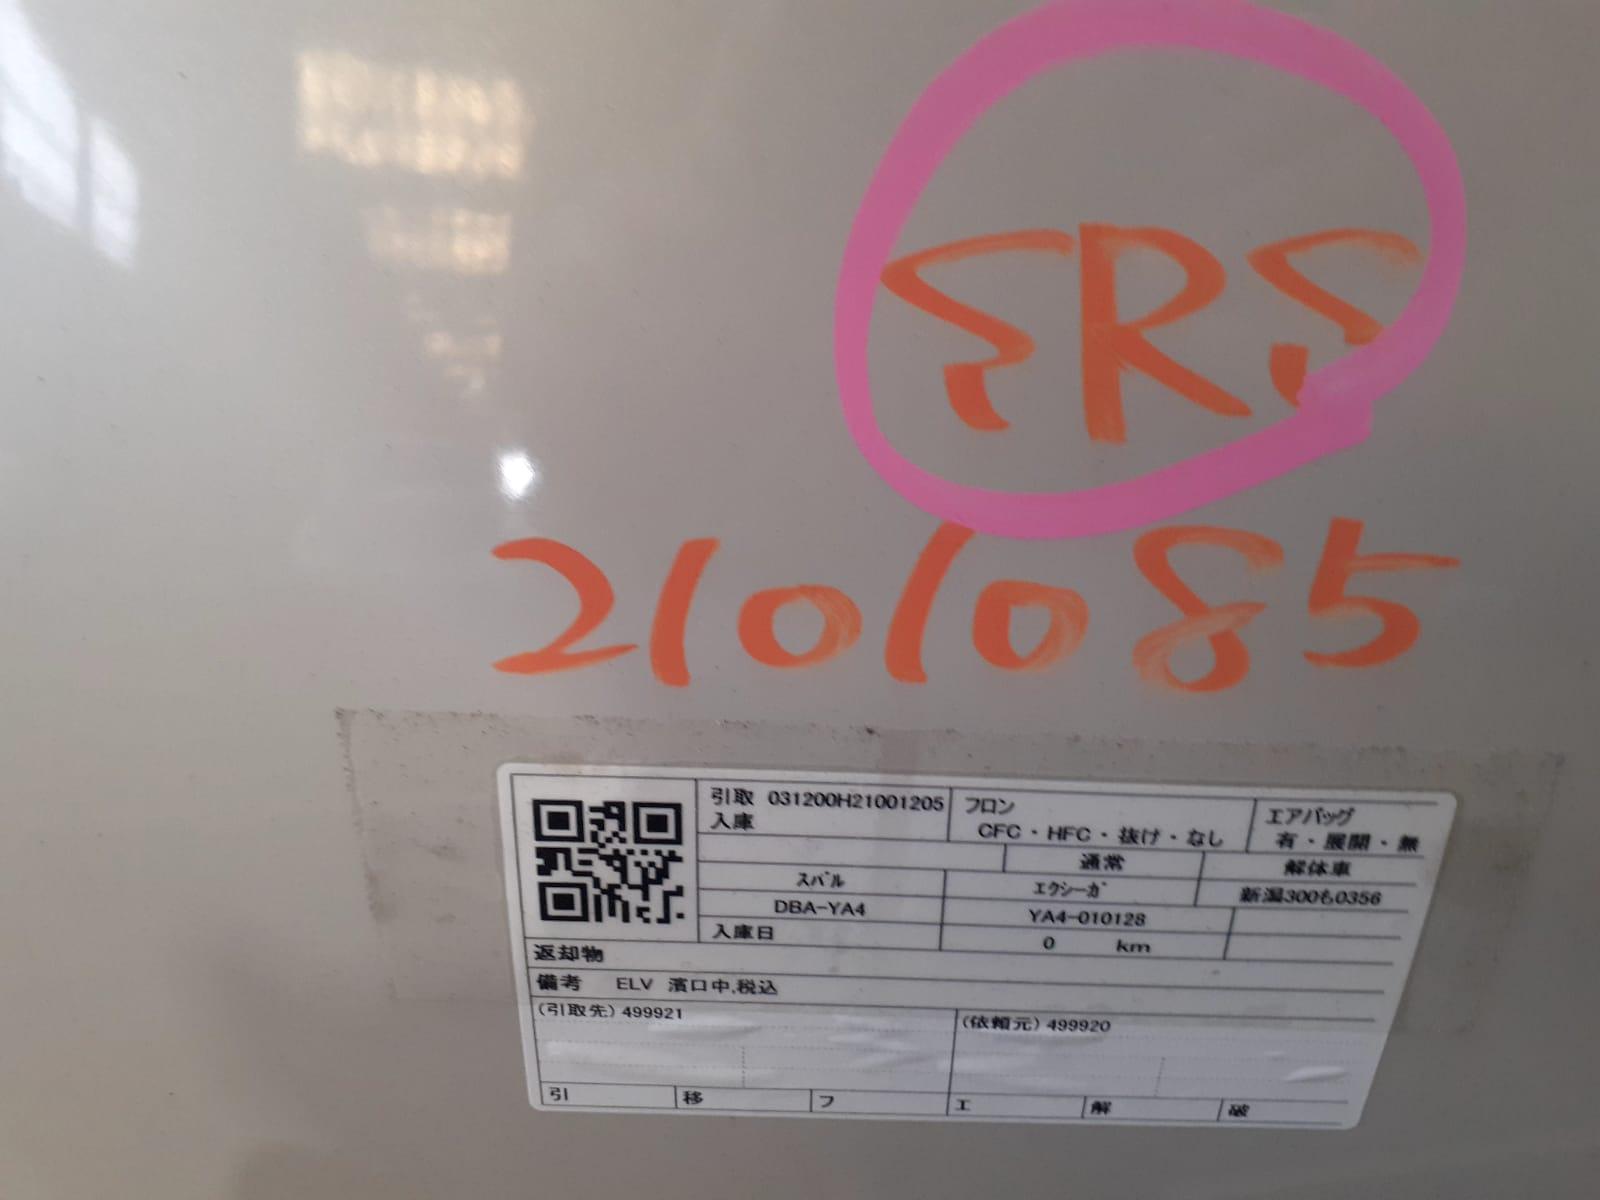 SRS
2101085
引取 031200H21001205
入庫
フロン
CFC・HFC・抜け・なし
エアバッグ
有・展開・無
通常
解体車
スバル
エクシーガ
新潟300も0356
DBA-YA4
YA4-010128
入庫日
0 km
返却物
備考 ELV 濱口中,税込
(引取先) 499921
(依頼元) 499920
引 移 フ エ 解 破